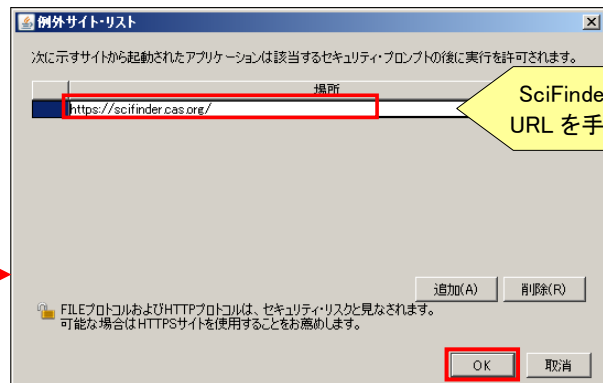 例外サイト・リスト
次に示すサイトから起動されたアプリケーションは該当するセキュリティ・プロンプトの後に実行を許可されます。
場所
https://scifinder.cas.org/
SciFinde
URL を手
追加(A) 削除(R)
FILEプロトコルおよびHTTPプロトコルは、セキュリティ・リスクと見なされます。
可能な場合はHTTPSサイトを使用することをお薦めします。
OK 取消